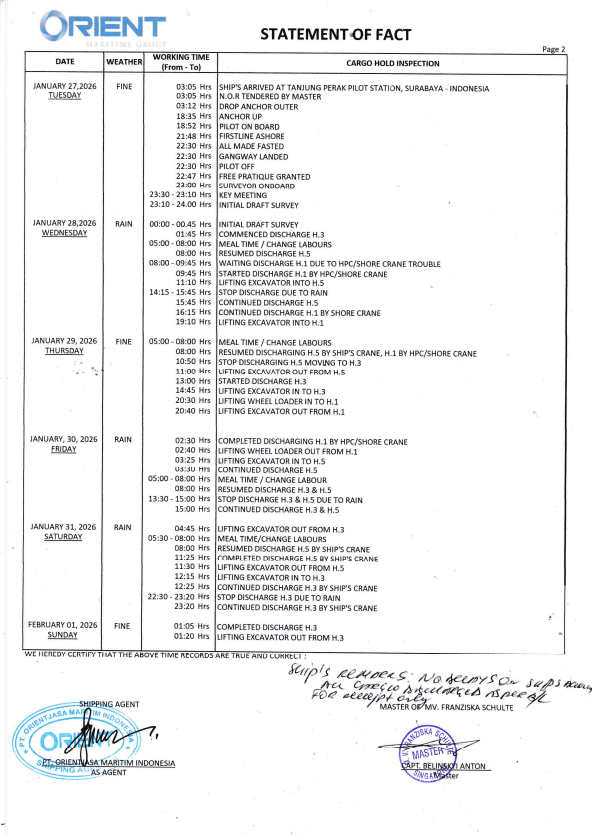 ORIENT
MARITIME GROUP
STATEMENT OF FACT
Page 2
DATE WEATHER WORKING TIME (From - To) CARGO HOLD INSPECTION
JANUARY 27,2026 FINE 03:05 Hrs SHIP'S ARRIVED AT TANJUNG PERAK PILOT STATION, SURABAYA - INDONESIA
TUESDAY 03:05 Hrs N.O.R TENDERED BY MASTER
03:12 Hrs DROP ANCHOR OUTER
18:35 Hrs ANCHOR UP
18:52 Hrs PILOT ON BOARD
21:48 Hrs FIRSTLINE ASHORE
22:30 Hrs ALL MADE FASTED
22:30 Hrs GANGWAY LANDED
22:30 Hrs PILOT OFF
22:47 Hrs FREE PRATIQUE GRANTED
23:00 Hrs SURVEYOR ONBOARD
23:30 - 23:10 Hrs KEY MEETING
23:10 - 24.00 Hrs INITIAL DRAFT SURVEY
JANUARY 28,2026 RAIN 00:00 - 00.45 Hrs INITIAL DRAFT SURVEY
WEDNESDAY 01:45 Hrs COMMENCED DISCHARGE H.3
05:00 - 08:00 Hrs MEAL TIME / CHANGE LABOURS
08:00 Hrs RESUMED DISCHARGE H.5
08:00 - 09:45 Hrs WAITING DISCHARGE H.1 DUE TO HPC/SHORE CRANE TROUBLE
09:45 Hrs STARTED DISCHARGE H.1 BY HPC/SHORE CRANE
11:10 Hrs LIFTING EXCAVATOR INTO H.5
14:15 - 15:45 Hrs STOP DISCHARGE DUE TO RAIN
15:45 Hrs CONTINUED DISCHARGE H.5
16:15 Hrs CONTINUED DISCHARGE H.1 BY SHORE CRANE
19:10 Hrs LIFTING EXCAVATOR INTO H.1
JANUARY 29, 2026 FINE 05:00 - 08:00 Hrs MEAL TIME / CHANGE LABOURS
THURSDAY 08:00 Hrs RESUMED DISCHARGING H.5 BY SHIP'S CRANE, H.1 BY HPC/SHORE CRANE
10:50 Hrs STOP DISCHARGING H.5 MOVING TO H.3
11:00 Hrs LIFTING EXCAVATOR OUT FROM H.5
13:00 Hrs STARTED DISCHARGE H.3
14:45 Hrs LIFTING EXCAVATOR IN TO H.3
20:30 Hrs LIFTING WHEEL LOADER IN TO H.1
20:40 Hrs LIFTING EXCAVATOR OUT FROM H.1
JANUARY, 30, 2026 RAIN 02:30 Hrs COMPLETED DISCHARGING H.1 BY HPC/SHORE CRANE
FRIDAY 02:40 Hrs LIFTING WHEEL LOADER OUT FROM H.1
03:25 Hrs LIFTING EXCAVATOR IN TO H.5
03:30 Hrs CONTINUED DISCHARGE H.5
05:00 - 08:00 Hrs MEAL TIME / CHANGE LABOUR
08:00 Hrs RESUMED DISCHARGE H.3 & H.5
13:30 - 15:00 Hrs STOP DISCHARGE H.3 & H.5 DUE TO RAIN
15:00 Hrs CONTINUED DISCHARGE H.3 & H.5
JANUARY 31, 2026 RAIN 04:45 Hrs LIFTING EXCAVATOR OUT FROM H.3
SATURDAY 05:30 - 08:00 Hrs MEAL TIME/CHANGE LABOURS
08:00 Hrs RESUMED DISCHARGE H.5 BY SHIP'S CRANE
11:25 Hrs COMPLETED DISCHARGE H.5 BY SHIP'S CRANE
11:30 Hrs LIFTING EXCAVATOR OUT FROM H.5
12:15 Hrs LIFTING EXCAVATOR IN TO H.3
12:25 Hrs CONTINUED DISCHARGE H.3 BY SHIP'S CRANE
22:30 - 23:20 Hrs STOP DISCHARGE H.3 DUE TO RAIN
23:20 Hrs CONTINUED DISCHARGE H.3 BY SHIP'S CRANE
FEBRUARY 01, 2026 FINE 01:05 Hrs COMPLETED DISCHARGE H.3
SUNDAY 01:20 Hrs LIFTING EXCAVATOR OUT FROM H.3
WE HEREBY CERTIFY THAT THE ABOVE TIME RECORDS ARE TRUE AND CORRECT :
Ship's REMARKS: NO DELAYS ON SHIP'S
ALL CARGO DISCHARGED AS PER
FOR receipt only
SHIPPING AGENT
MASTER OF MV. FRANZISKA SCHULTE
PT. ORIENTJASA MARITIM INDONESIA
ORIENT
SHIPPING AGENT
PT. ORIENTJASA MARITIM INDONESIA
AS AGENT
FRANZISKA SCHULTE
MASTER
CAPT. BELINSKYI ANTON
Master